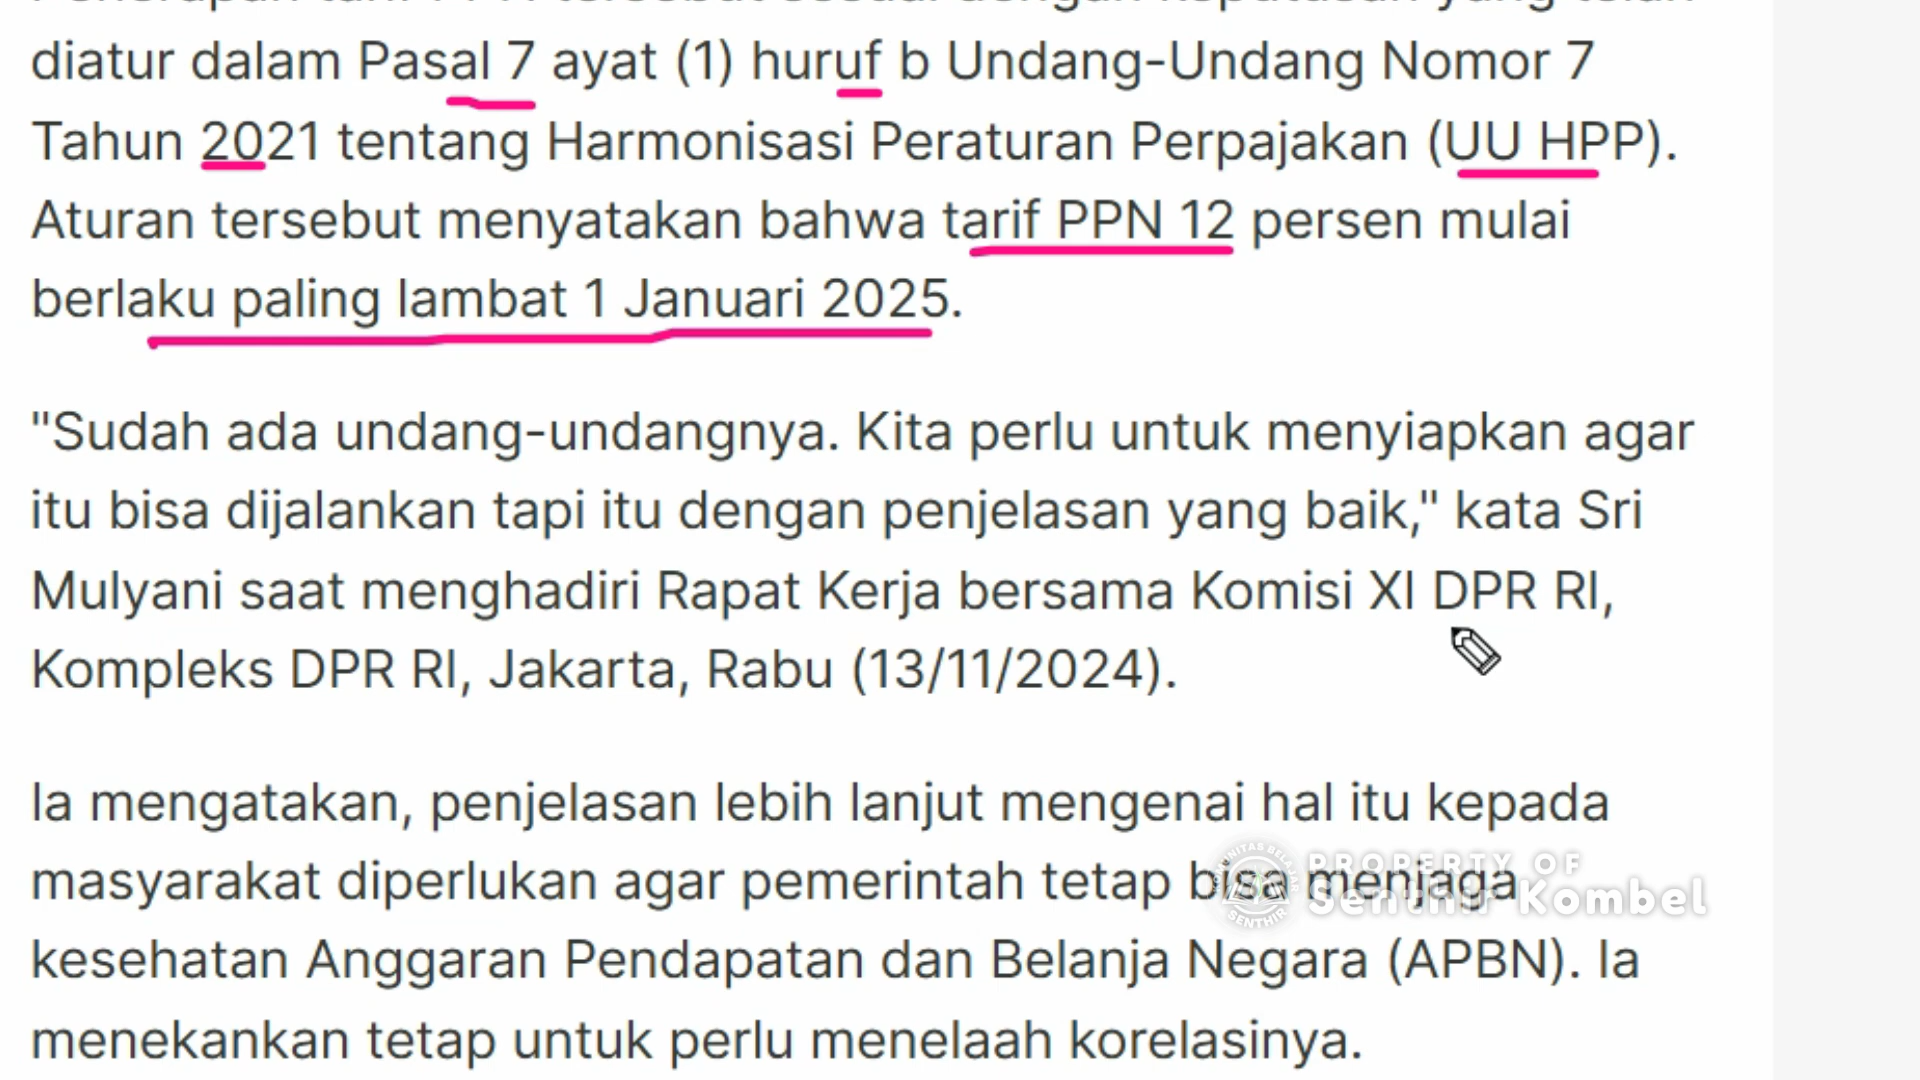 diatur dalam Pasal 7 ayat (1) huruf b Undang-Undang Nomor 7
Tahun 2021 tentang Harmonisasi Peraturan Perpajakan (UU HPP).
Aturan tersebut menyatakan bahwa tarif PPN 12 persen mulai
berlaku paling lambat 1 Januari 2025.
"Sudah ada undang-undangnya. Kita perlu untuk menyiapkan agar
itu bisa dijalankan tapi itu dengan penjelasan yang baik," kata Sri
Mulyani saat menghadiri Rapat Kerja bersama Komisi XI DPR RI,
Kompleks DPR RI, Jakarta, Rabu (13/11/2024).
Ia mengatakan, penjelasan lebih lanjut mengenai hal itu kepada
masyarakat diperlukan agar pemerintah tetap bisa menjaga
kesehatan Anggaran Pendapatan dan Belanja Negara (APBN). Ia
menekankan tetap untuk perlu menelaah korelasinya.
KOMUNITAS BELAJAR
SENTHIR
PROPERTY OF
Senthir Kombel